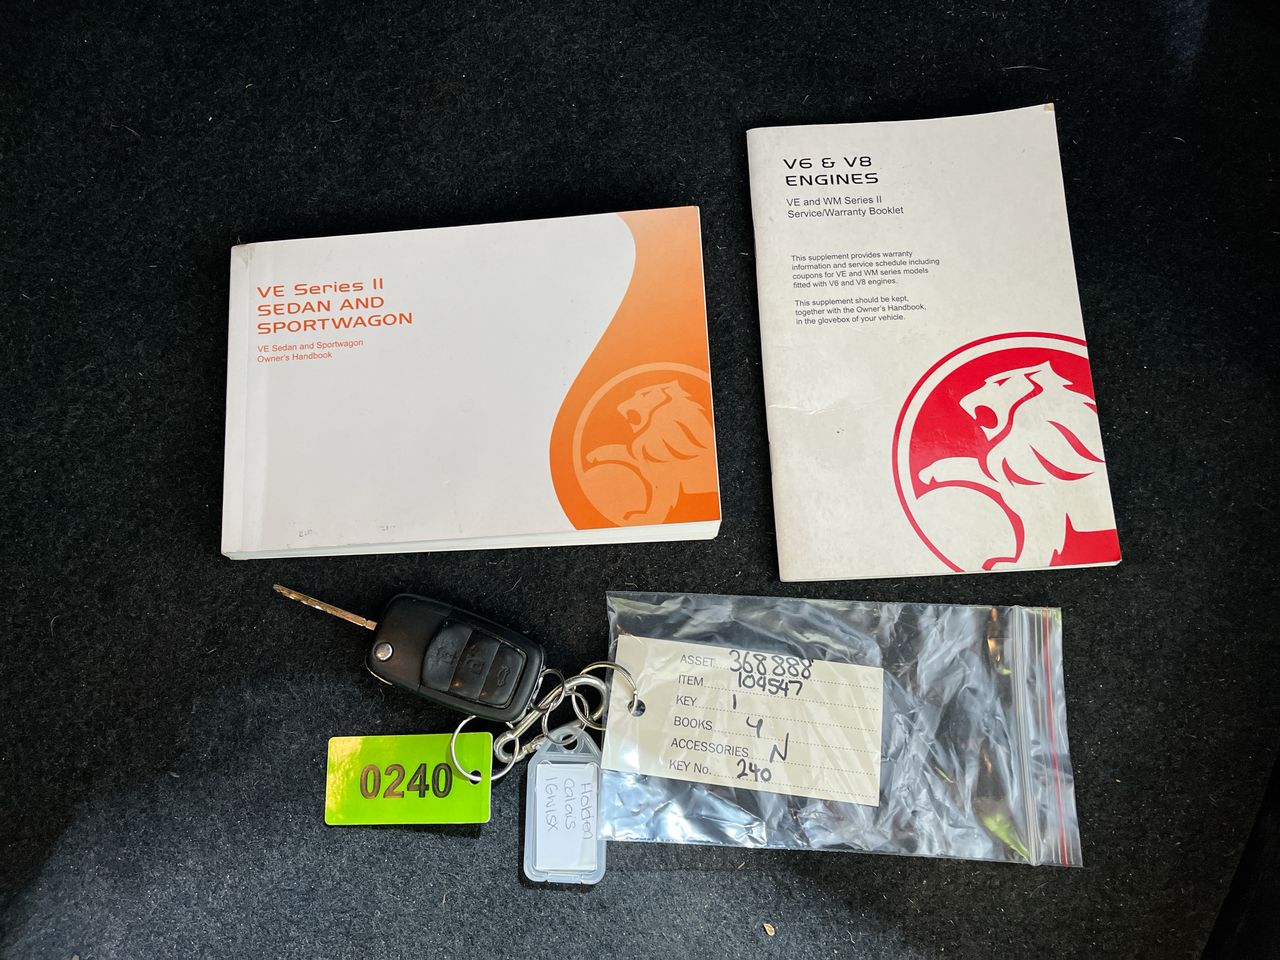 VE Series II
SEDAN AND
SPORTWAGON
VE Sedan and Sportwagon
Owner's Handbook
V6 & V8
ENGINES
VE and WM Series II
Service/Warranty Booklet
This supplement provides warranty
information and service schedule including
coupons for VE and WM series models
fitted with V6 and V8 engines.
This supplement should be kept,
together with the Owner's Handbook,
in the glovebox of your vehicle.
ASSET 368888
ITEM 104547
KEY 1
BOOKS 4
ACCESSORIES N
KEY No. 240
0240
Holden
Calais